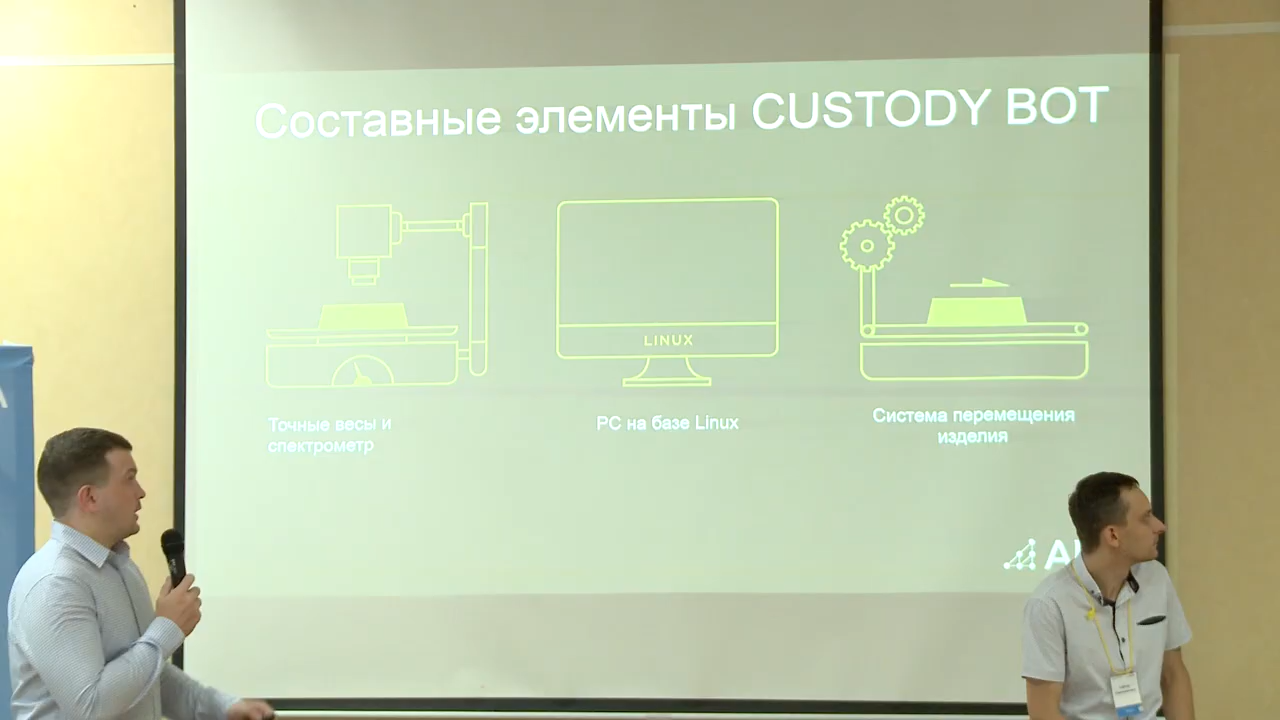 Составные элементы CUSTODY BOT
LINUX
Точные весы и
спектрометр
PC на базе Linux
Система перемещения
изделия